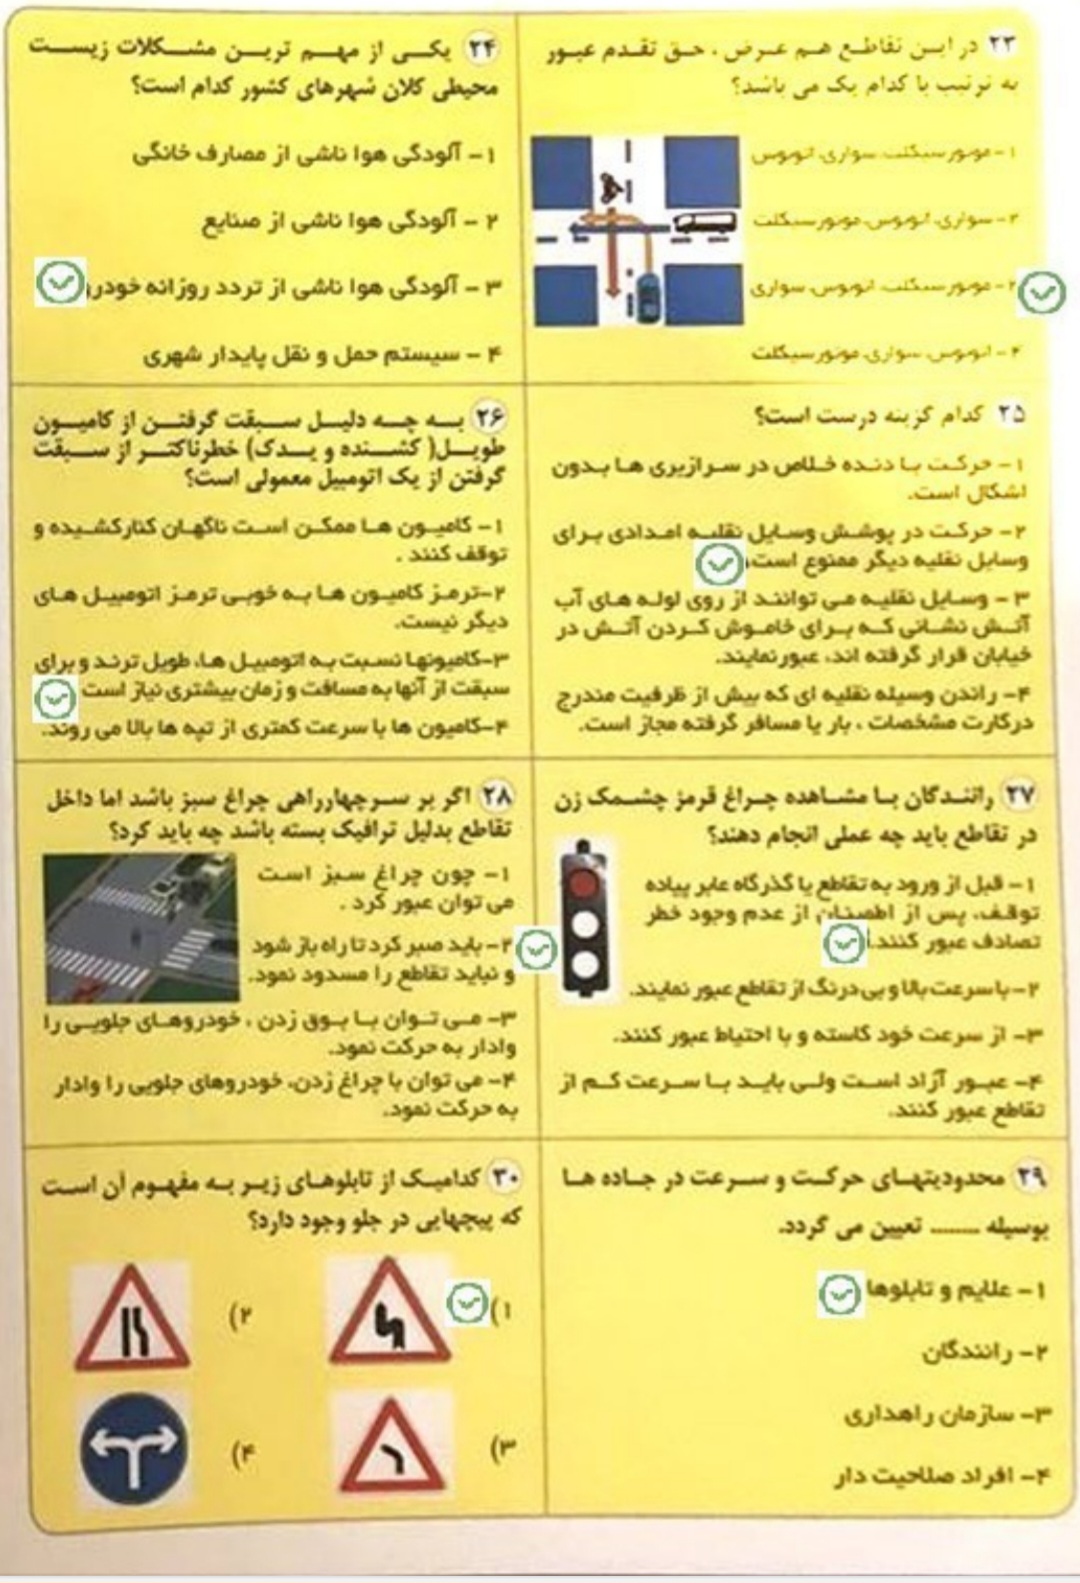 ۲۳ در این تقاطع هم عرض ، حق تقدم عبور
به ترتیب با کدام یک می باشد؟
۱- موتورسیکلت، سواری، اتوبوس
۲- سواری، اتوبوس، موتورسیکلت
۳- موتورسیکلت، اتوبوس، سواری
۴- اتوبوس، سواری، موتورسیکلت
۲۴ یکی از مهم ترین مشکلات زیست
محیطی کلان شهرهای کشور کدام است؟
۱- آلودگی هوا ناشی از مصارف خانگی
۲ - آلودگی هوا ناشی از صنایع
۳ - آلودگی هوا ناشی از تردد روزانه خودرو
۴ - سیستم حمل و نقل پایدار شهری
۲۵ کدام گزینه درست است؟
۱- حرکت با دنده خلاص در سرازیری ها بدون
اشکال است.
۲- حرکت در پوشش وسایل نقلیه امدادی برای
وسایل نقلیه دیگر ممنوع است
۳ - وسایل نقلیه می توانند از روی لوله های آب
آتش نشانی که برای خاموش کردن آتش در
خیابان قرار گرفته اند، عبورنمایند.
۴- راندن وسیله نقلیه ای که بیش از ظرفیت مندرج
درکارت مشخصات ، بار یا مسافر گرفته مجاز است.
۲۶ به چه دلیل سبقت گرفتن از کامیون
طویل( کشنده و یدک) خطرناکتر از سبقت
گرفتن از یک اتومبیل معمولی است؟
۱- کامیون ها ممکن است ناگهان کنارکشیده و
توقف کنند .
۲-ترمز کامیون ها به خوبی ترمز اتومبیل های
دیگر نیست.
۳-کامیونها نسبت به اتومبیل ها، طویل ترند و برای
سبقت از آنها به مسافت و زمان بیشتری نیاز است
۴-کامیون ها با سرعت کمتری از تپه ها بالا می روند.
۲۷ رانندگان با مشاهده چراغ قرمز چشمک زن
در تقاطع باید چه عملی انجام دهند؟
۱- قبل از ورود به تقاطع یا گذرگاه عابر پیاده
توقف، پس از اطمینان از عدم وجود خطر
تصادف عبور کنند.
۲-باسرعت بالا و بی درنگ از تقاطع عبور نمایند.
۳- از سرعت خود کاسته و با احتیاط عبور کنند.
۴- عبور آزاد است ولی باید با سرعت کم از
تقاطع عبور کنند.
۲۸ اگر بر سرچهارراهی چراغ سبز باشد اما داخل
تقاطع بدلیل ترافیک بسته باشد چه باید کرد؟
۱- چون چراغ سبز است
می توان عبور کرد .
۲- باید صبر کرد تا راه باز شود
و نباید تقاطع را مسدود نمود.
۳- می توان با بوق زدن ، خودروهای جلویی را
وادار به حرکت نمود.
۴- می توان با چراغ زدن، خودروهای جلویی را وادار
به حرکت نمود.
۲۹ محدودیتهای حرکت و سرعت در جاده ها
بوسیله ........ تعیین می گردد.
۱- علایم و تابلوها
۲- رانندگان
۳- سازمان راهداری
۴- افراد صلاحیت دار
۳۰ کدامیک از تابلوهای زیر به مفهوم آن است
که پیچهایی در جلو وجود دارد؟
۱)
۲)
۳)
۴)